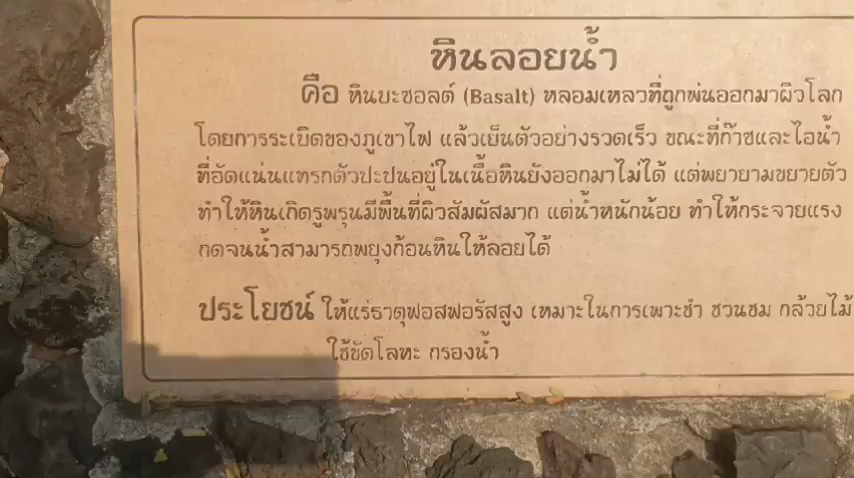 หินลอยน้ำ
คือ หินบะซอลต์ (Basalt) หลอมเหลวที่ถูกพ่นออกมาผิวโลก
โดยการระเบิดของภูเขาไฟ แล้วเย็นตัวอย่างรวดเร็ว ขณะที่ก๊าซและไอน้ำ
ที่อัดแน่นแทรกตัวปะปนอยู่ในเนื้อหินยังออกมาไม่ได้ แต่พยายามขยายตัว
ทำให้หินเกิดรูพรุนมีพื้นที่ผิวสัมผัสมาก แต่น้ำหนักน้อย ทำให้กระจายแรง
กดจนน้ำสามารถพยุงก้อนหินให้ลอยได้
ประโยชน์ ให้แร่ธาตุฟอสฟอรัสสูง เหมาะในการเพาะชำ ชวนชม กล้วยไม้
ใช้ขัดโลหะ กรองน้ำ